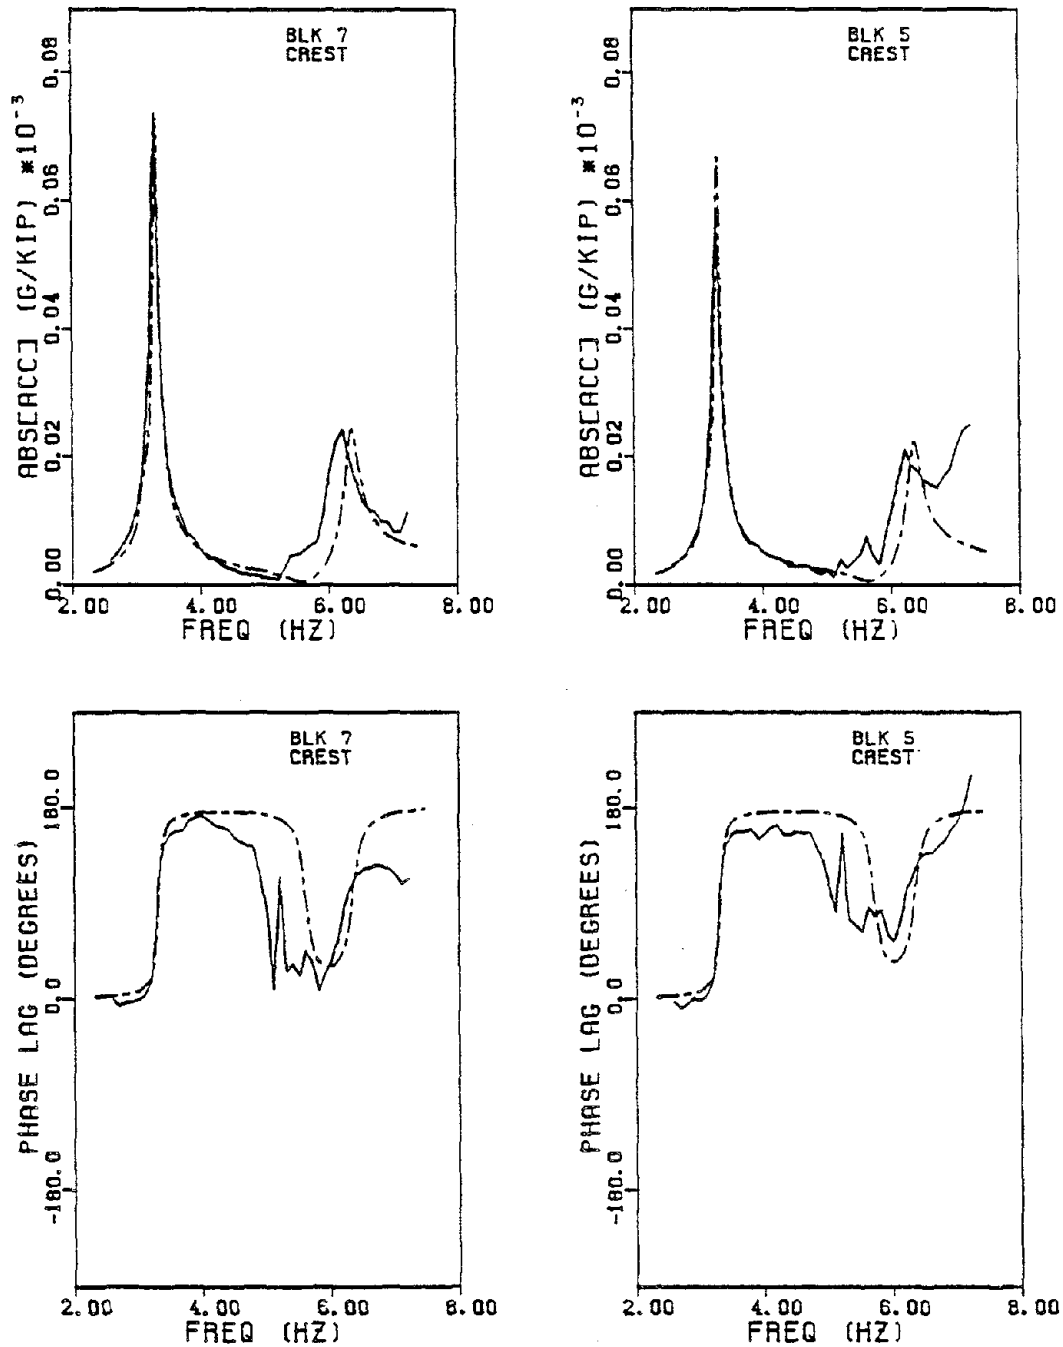 BLK 7
CREST
ABS[ACC] (G/KIP) *10-3
0.00 0.02 0.04 0.06 0.08
2.00 4.00 6.00 8.00
FREQ (HZ)
BLK 5
CREST
ABS[ACC] (G/KIP) *10-3
0.00 0.02 0.04 0.06 0.08
2.00 4.00 6.00 8.00
FREQ (HZ)
BLK 7
CREST
PHASE LAG (DEGREES)
-180.0 0.0 180.0
2.00 4.00 6.00 8.00
FREQ (HZ)
BLK 5
CREST
PHASE LAG (DEGREES)
-180.0 0.0 180.0
2.00 4.00 6.00 8.00
FREQ (HZ)